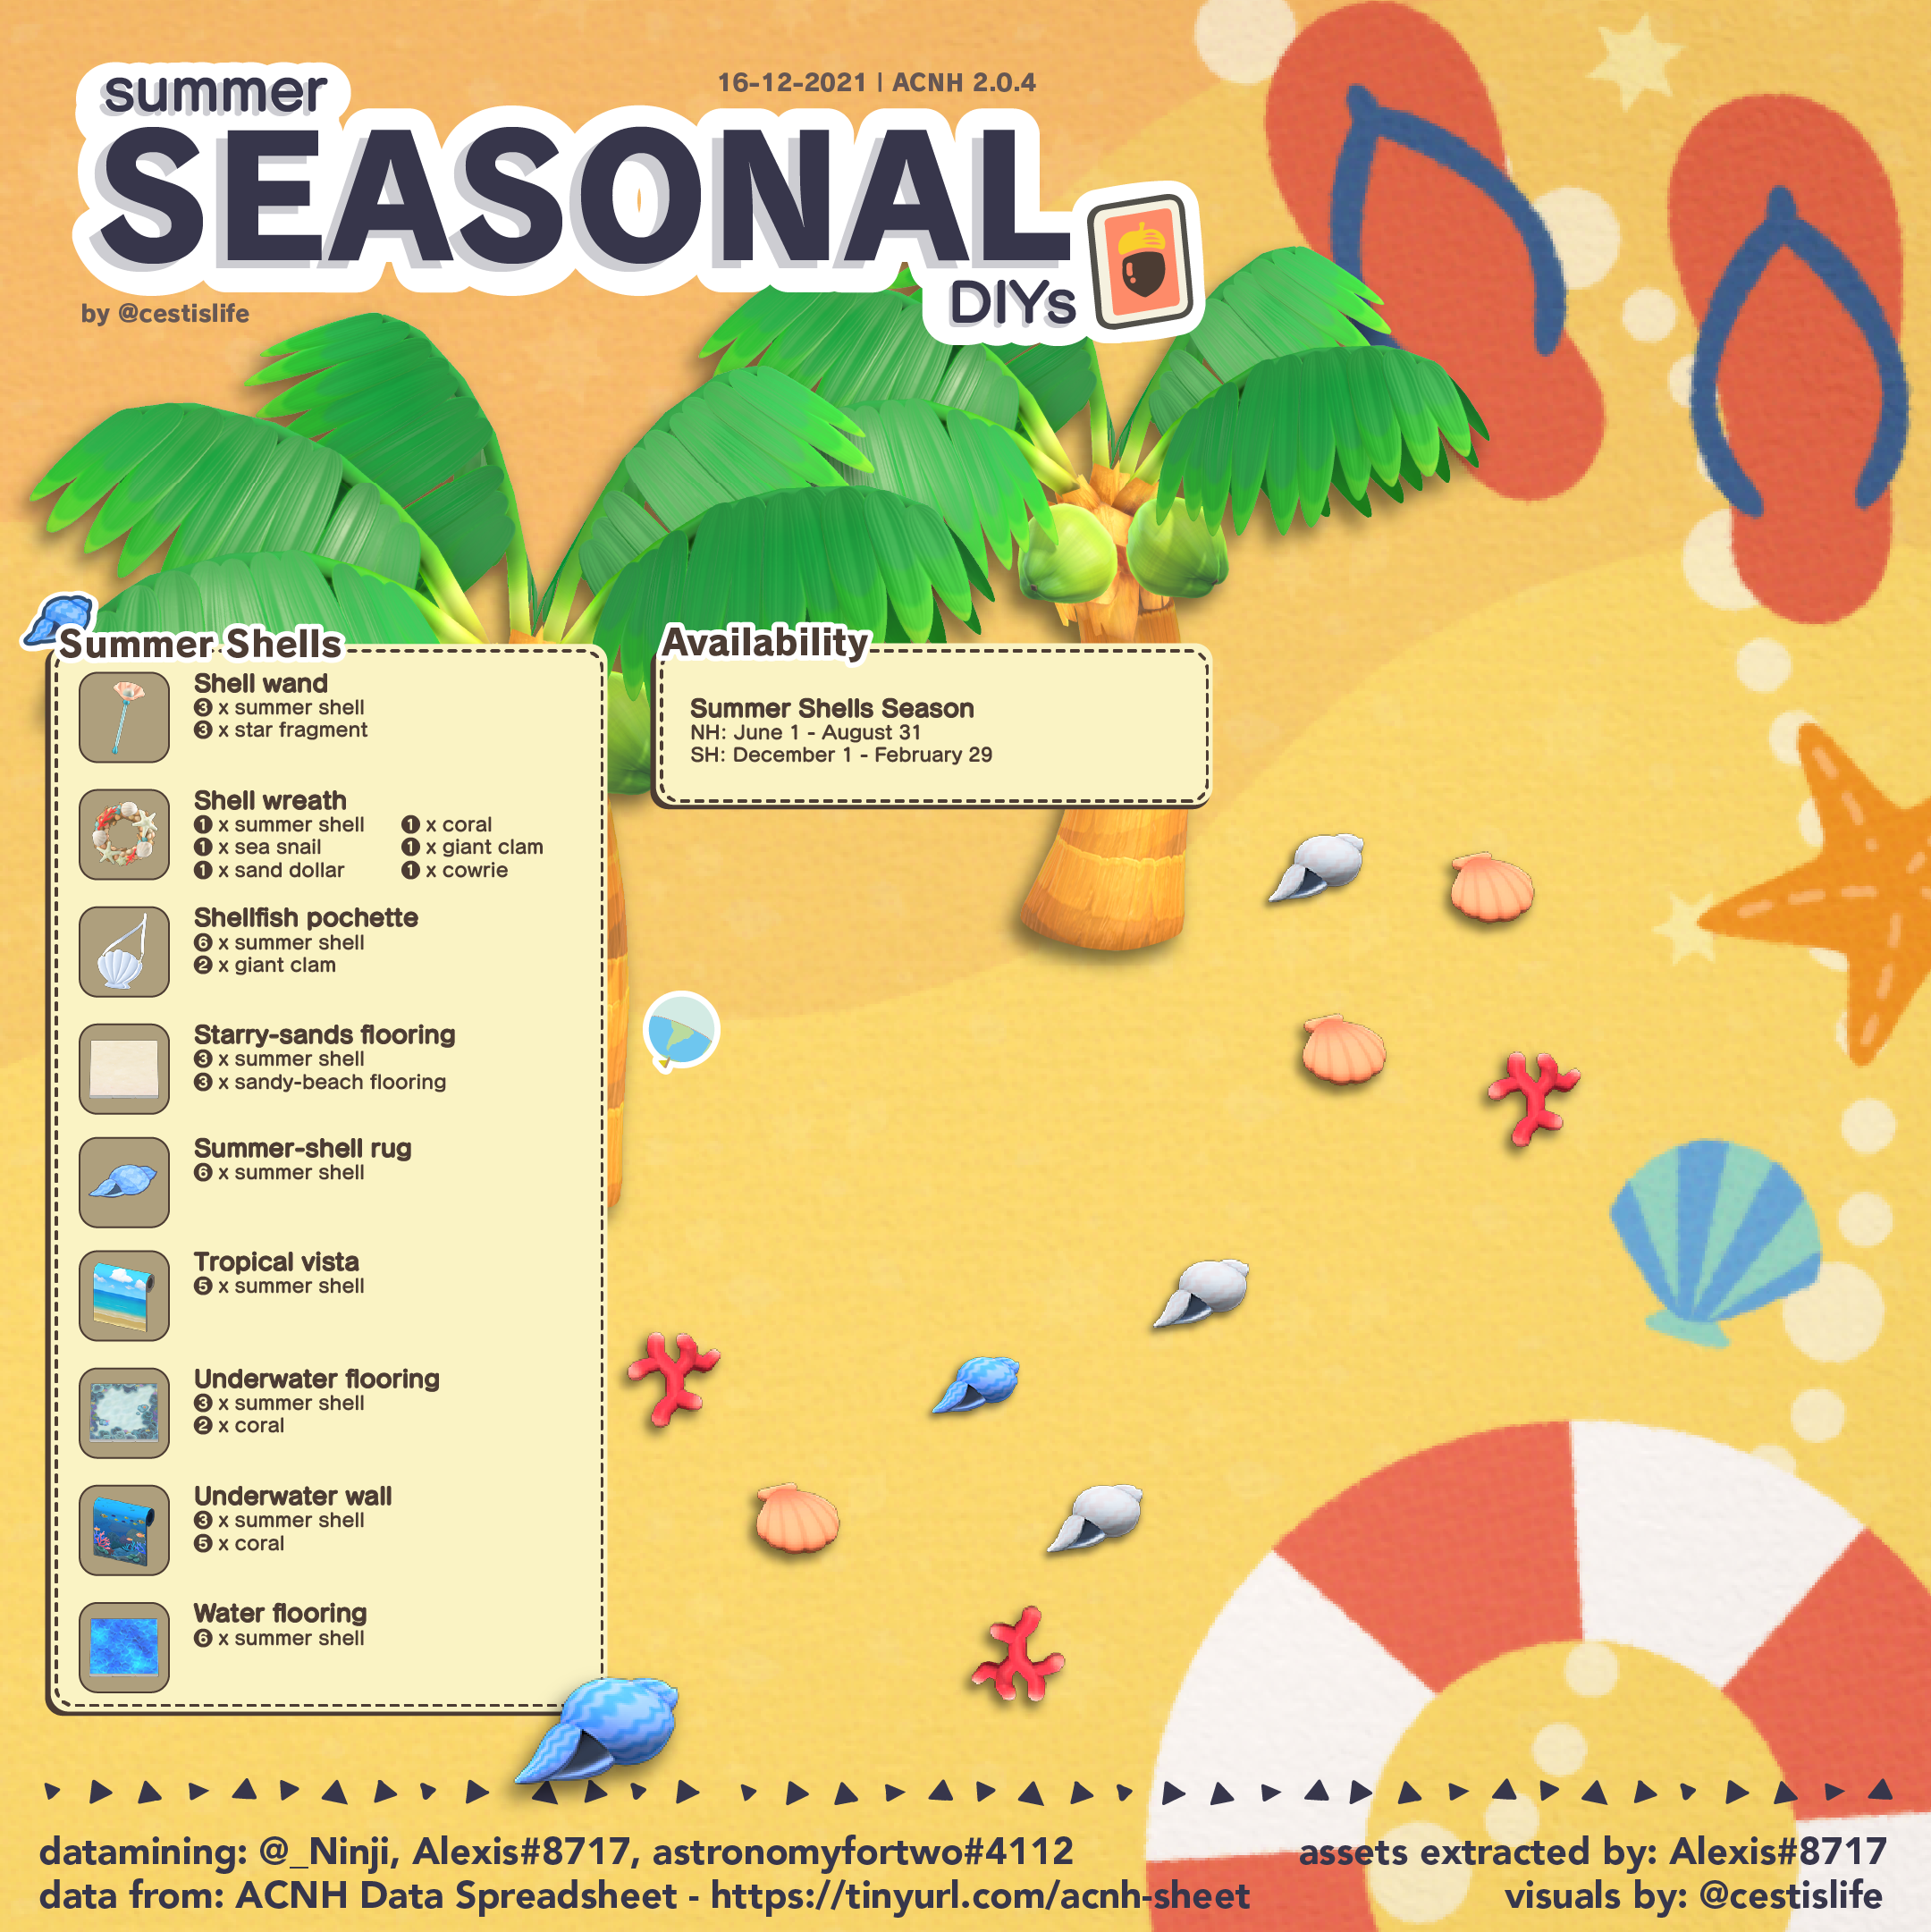 summer
16-12-2021 | ACNH 2.0.4
SEASONAL
DIYs
by @cestislife
Summer Shells
Shell wand
3 x summer shell
3 x star fragment
Shell wreath
1 x summer shell
1 x sea snail
1 x sand dollar
1 x coral
1 x giant clam
1 x cowrie
Shellfish pochette
6 x summer shell
2 x giant clam
Starry-sands flooring
3 x summer shell
3 x sandy-beach flooring
Summer-shell rug
6 x summer shell
Tropical vista
5 x summer shell
Underwater flooring
3 x summer shell
2 x coral
Underwater wall
3 x summer shell
5 x coral
Water flooring
6 x summer shell
Availability
Summer Shells Season
NH: June 1 - August 31
SH: December 1 - February 29
datamining: @_Ninji, Alexis#8717, astronomyfortwo#4112
data from: ACNH Data Spreadsheet - https://tinyurl.com/acnh-sheet
assets extracted by: Alexis#8717
visuals by: @cestislife